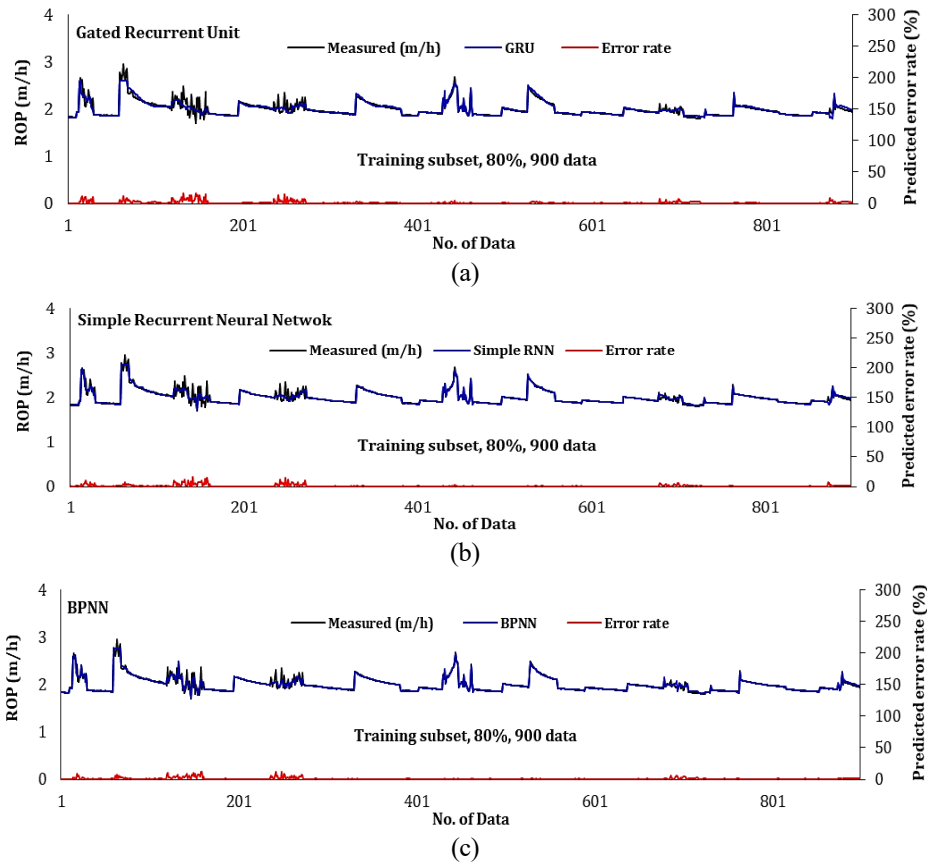 Gated Recurrent Unit
Measured (m/h) GRU Error rate
ROP (m/h)
4
3
2
1
0
Predicted error rate (%)
300
250
200
150
100
50
0
Training subset, 80%, 900 data
1 201 401 601 801
No. of Data
(a)
Simple Recurrent Neural Netwok
Measured (m/h) Simple RNN Error rate
ROP (m/h)
4
3
2
1
0
Predicted error rate (%)
300
250
200
150
100
50
0
Training subset, 80%, 900 data
1 201 401 601 801
No. of Data
(b)
BPNN
Measured (m/h) BPNN Error rate
ROP (m/h)
4
3
2
1
0
Predicted error rate (%)
300
250
200
150
100
50
0
Training subset, 80%, 900 data
1 201 401 601 801
No. of Data
(c)